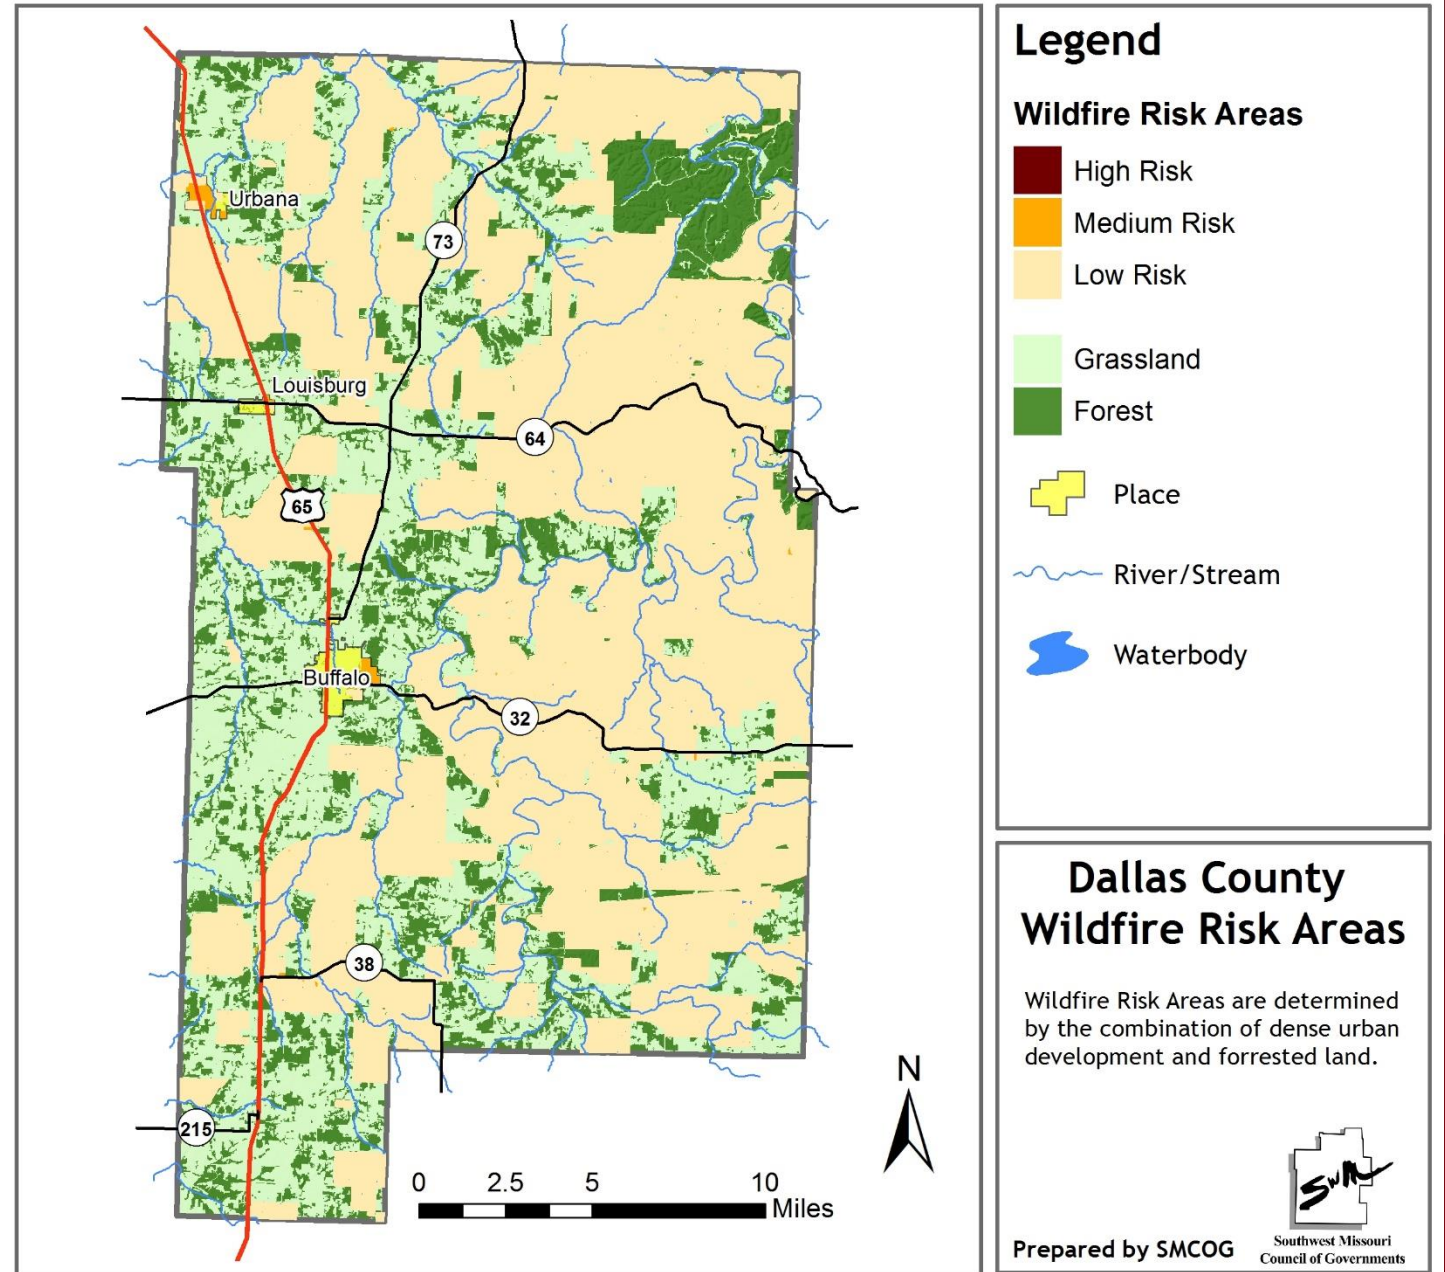 Urbana
73
Louisburg
64
65
Buffalo
32
38
215
N
0 2.5 5 10
Miles
Legend
Wildfire Risk Areas
High Risk
Medium Risk
Low Risk
Grassland
Forest
Place
River/Stream
Waterbody
Dallas County
Wildfire Risk Areas
Wildfire Risk Areas are determined
by the combination of dense urban
development and forrested land.
Prepared by SMCOG
SWM
Southwest Missouri
Council of Governments